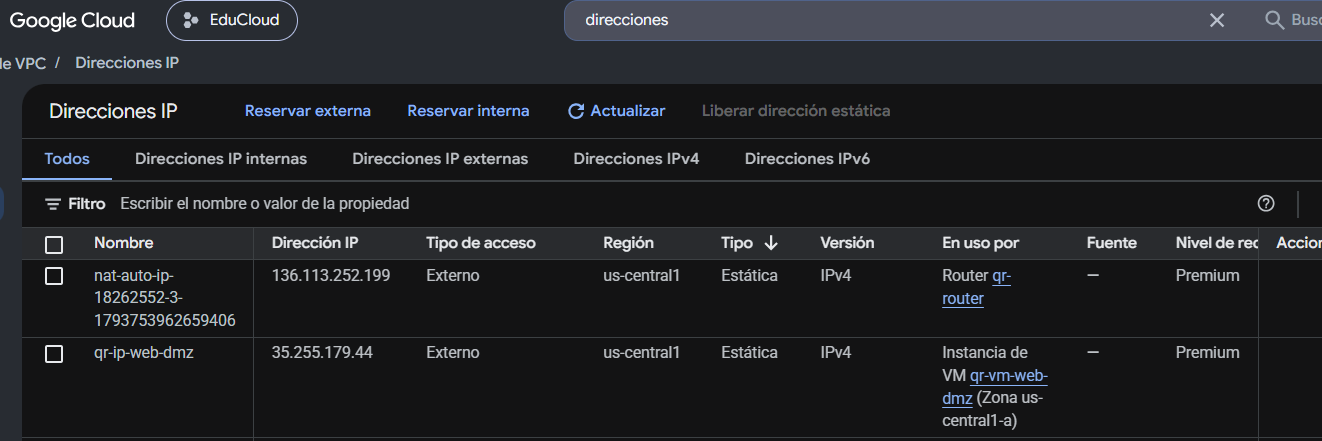 Google Cloud
EduCloud
direcciones
Busc
de VPC / Direcciones IP
Direcciones IP
Reservar externa
Reservar interna
Actualizar
Liberar dirección estática
Todos
Direcciones IP internas
Direcciones IP externas
Direcciones IPv4
Direcciones IPv6
Filtro Escribir el nombre o valor de la propiedad
Nombre Dirección IP Tipo de acceso Región Tipo Versión En uso por Fuente Nivel de rec Accion
nat-auto-ip- 136.113.252.199 Externo us-central1 Estática IPv4 Router qr- — Premium
18262552-3- router
1793753962659406
qr-ip-web-dmz 35.255.179.44 Externo us-central1 Estática IPv4 Instancia de — Premium
VM qr-vm-web-
dmz (Zona us-
central1-a)